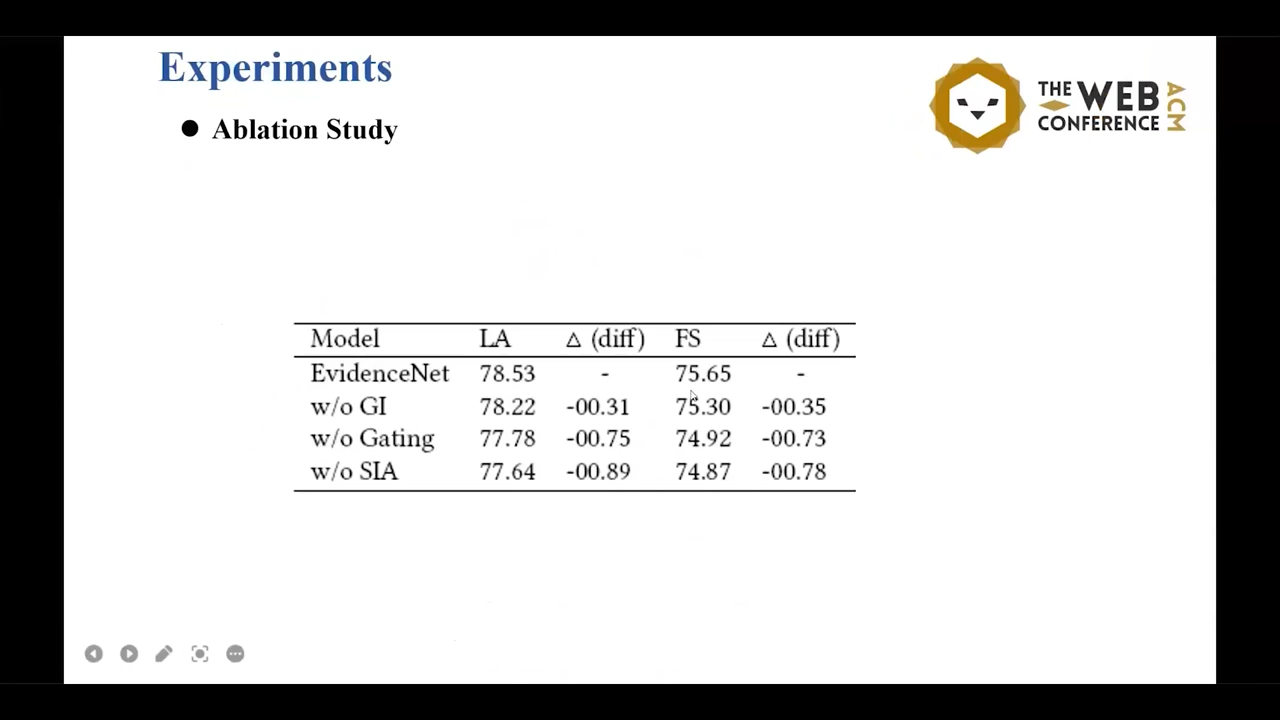 Experiments
● Ablation Study
THE WEB CONFERENCE ACM
Model LA △ (diff) FS △ (diff)
EvidenceNet 78.53 - 75.65 -
w/o GI 78.22 -00.31 75.30 -00.35
w/o Gating 77.78 -00.75 74.92 -00.73
w/o SIA 77.64 -00.89 74.87 -00.78